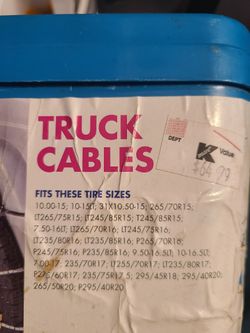 TRUCK
CABLES
DEPT
K
Value
FITS THESE TIRE SIZES
10.00-15; 10-15LT; 31X10.50-15; 265/70R15;
LT265/75R15; LT245/85R15; T245/85R15;
7.50-16LT; LT265/70R16; LT245/75R16;
LT235/80R16; LT235/85R16; P265/70R16;
P245/75R16; P235/85R16; 9.50-16.5LT; 10-16.5LT;
7.00-17; 235/70R17; LT255/70R17; LT235/80R17;
P275/60R17; 235/75R17.5; 295/45R18; 295/40R20;
265/50R20; P295/40R20